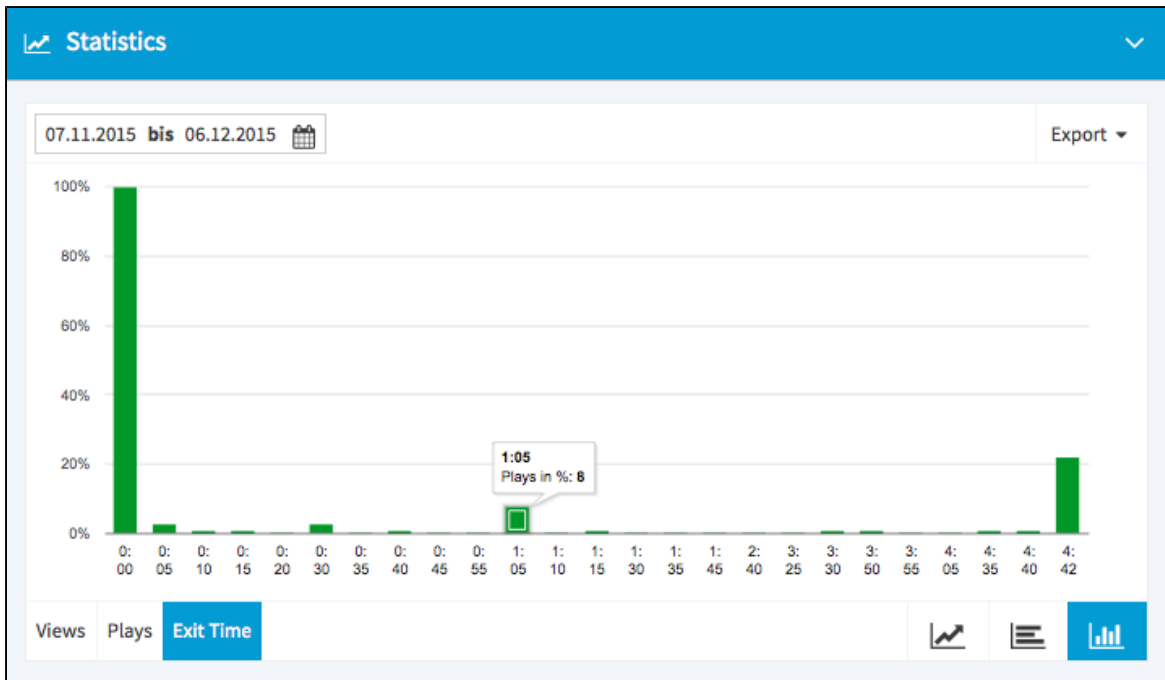 Statistics
07.11.2015 bis 06.12.2015
Export
100%
80%
60%
40%
20%
0%
1:05
Plays in %: 8
0: 0: 0: 0: 0: 0: 0: 0: 0: 0: 1: 1: 1: 1: 1: 1: 2: 3: 3: 3: 3: 4: 4: 4: 4:
00 05 10 15 20 30 35 40 45 55 05 10 15 30 35 45 40 25 30 50 55 05 35 40 42
Views Plays Exit Time